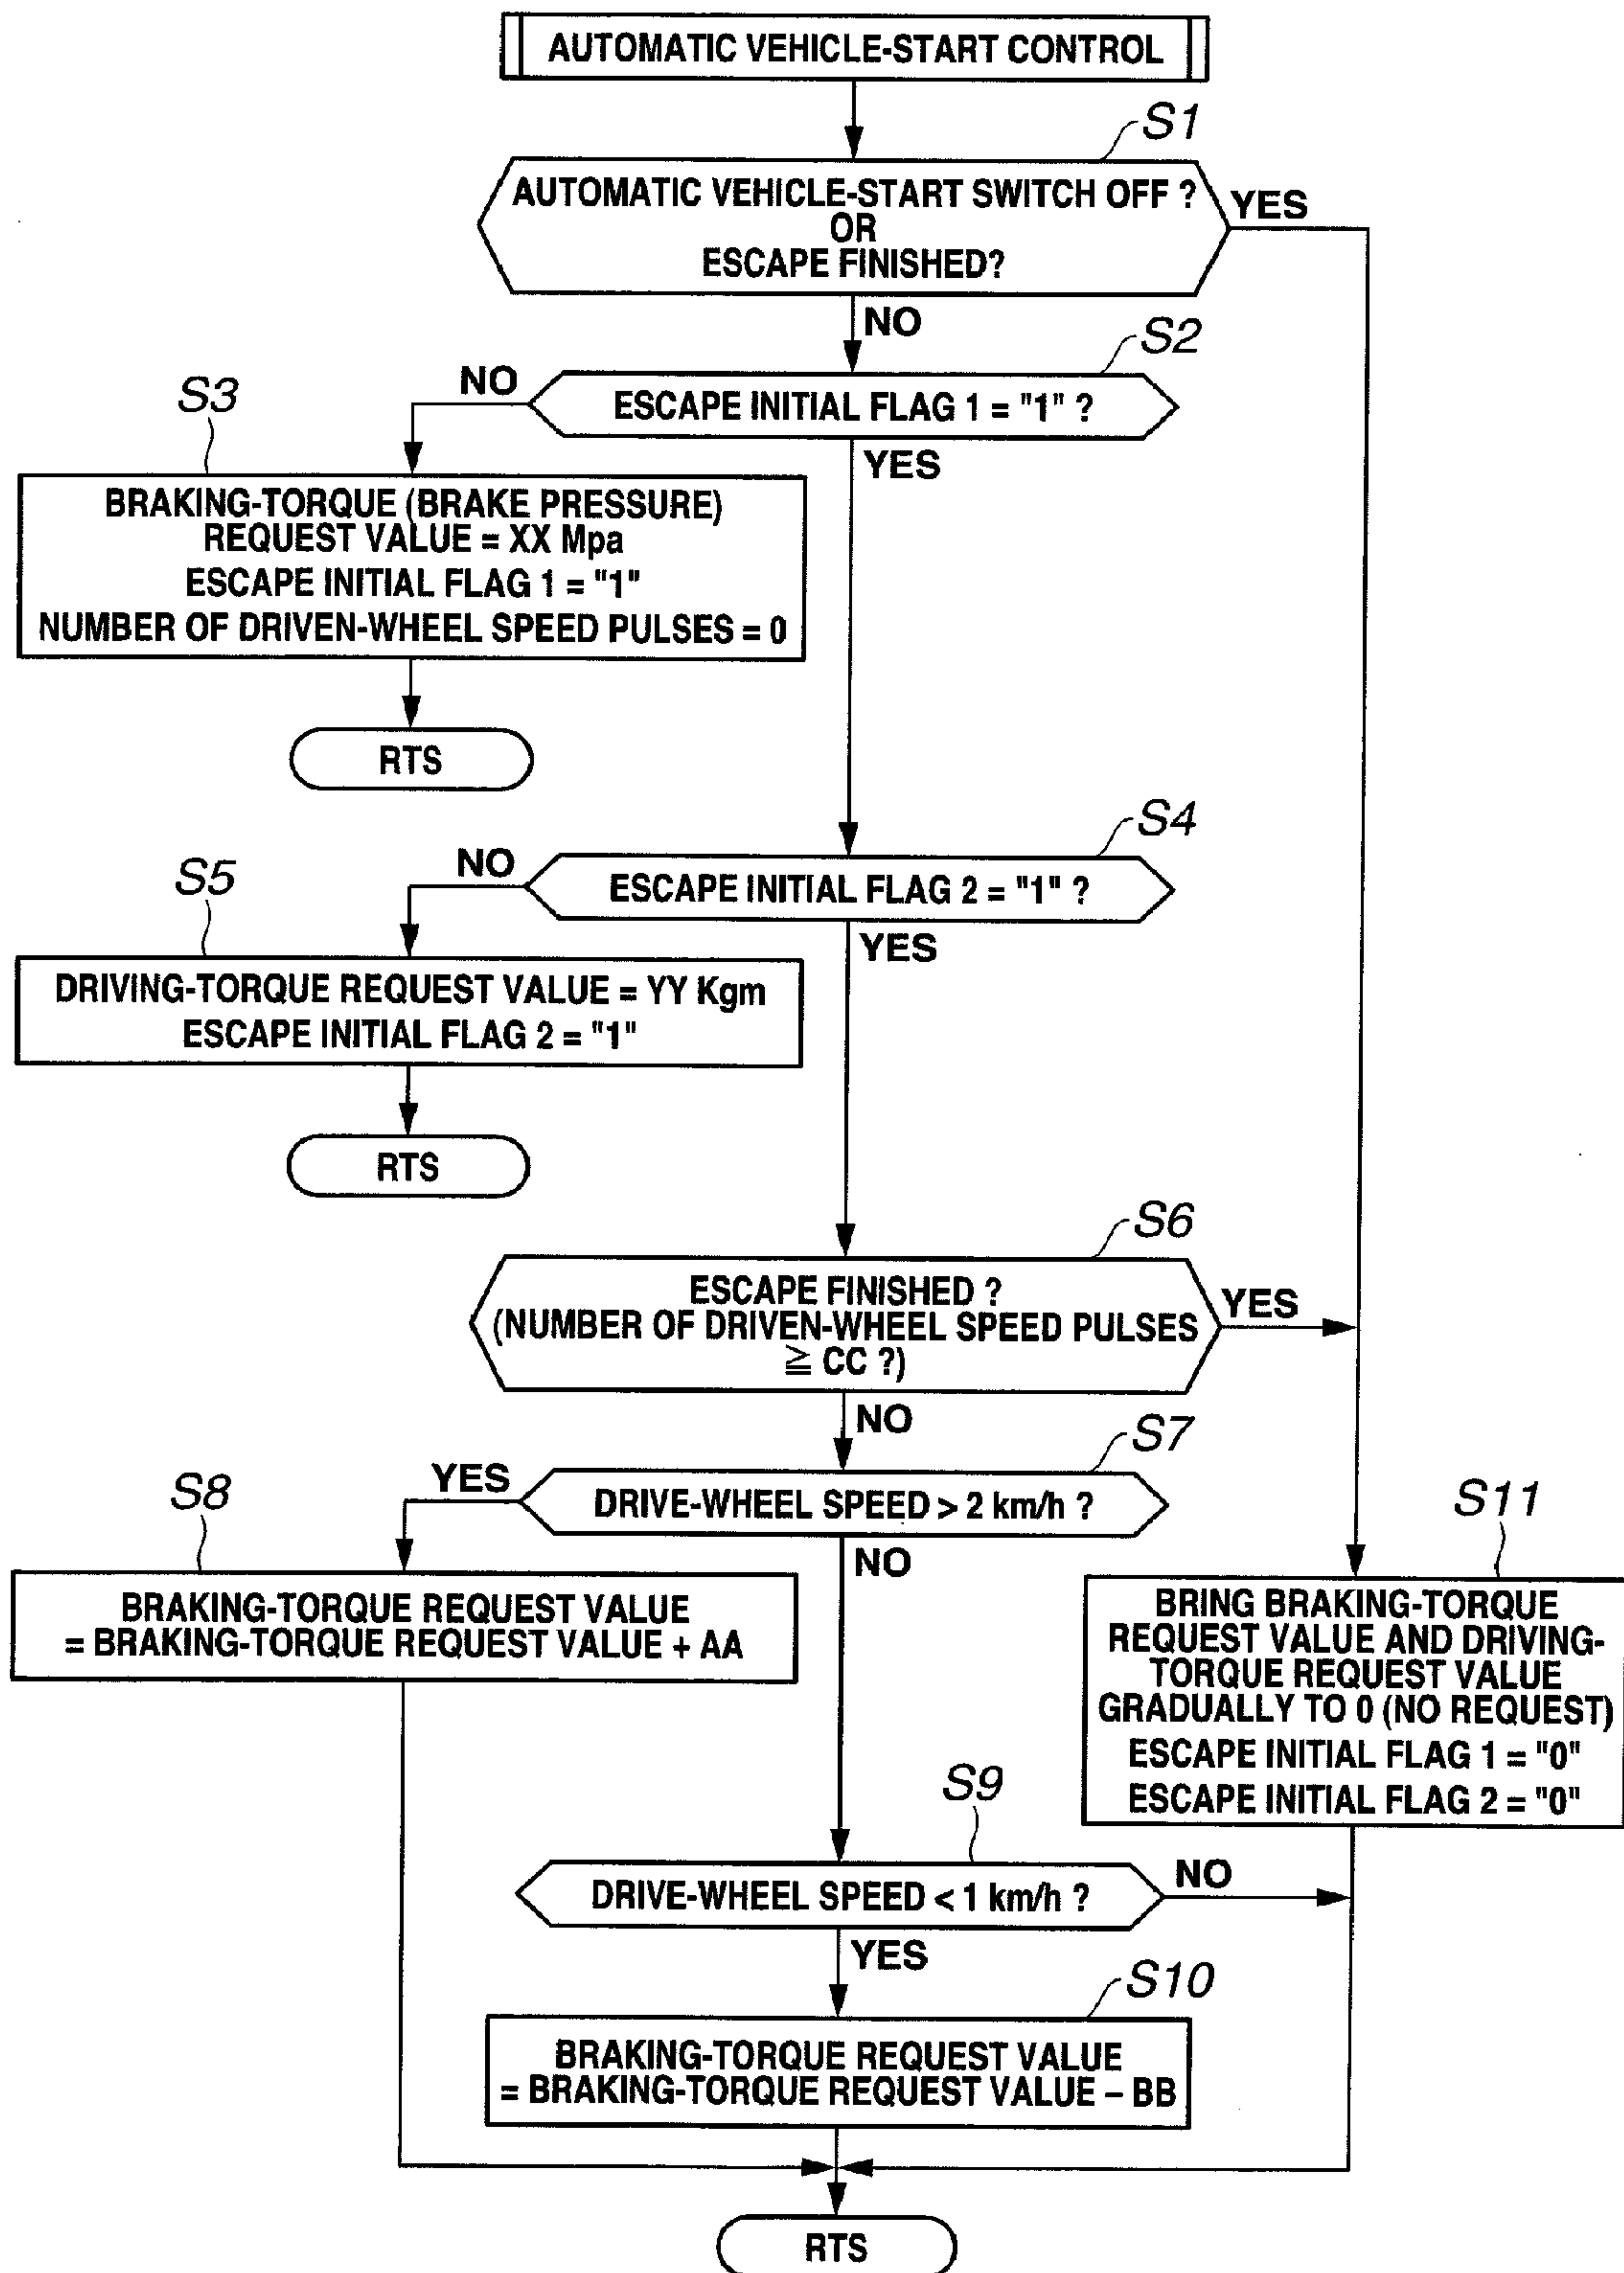 AUTOMATIC VEHICLE-START CONTROL
S1
AUTOMATIC VEHICLE-START SWITCH OFF ?
OR
ESCAPE FINISHED?
YES
NO
S2
ESCAPE INITIAL FLAG 1 = "1" ?
NO
YES
S3
BRAKING-TORQUE (BRAKE PRESSURE)
REQUEST VALUE = XX Mpa
ESCAPE INITIAL FLAG 1 = "1"
NUMBER OF DRIVEN-WHEEL SPEED PULSES = 0
RTS
S4
ESCAPE INITIAL FLAG 2 = "1" ?
NO
YES
S5
DRIVING-TORQUE REQUEST VALUE = YY Kgm
ESCAPE INITIAL FLAG 2 = "1"
RTS
S6
ESCAPE FINISHED ?
(NUMBER OF DRIVEN-WHEEL SPEED PULSES
≧ CC ?)
YES
NO
S7
DRIVE-WHEEL SPEED > 2 km/h ?
YES
NO
S8
BRAKING-TORQUE REQUEST VALUE
= BRAKING-TORQUE REQUEST VALUE + AA
S11
BRING BRAKING-TORQUE
REQUEST VALUE AND DRIVING-
TORQUE REQUEST VALUE
GRADUALLY TO 0 (NO REQUEST)
ESCAPE INITIAL FLAG 1 = "0"
ESCAPE INITIAL FLAG 2 = "0"
S9
DRIVE-WHEEL SPEED < 1 km/h ?
NO
YES
S10
BRAKING-TORQUE REQUEST VALUE
= BRAKING-TORQUE REQUEST VALUE – BB
RTS